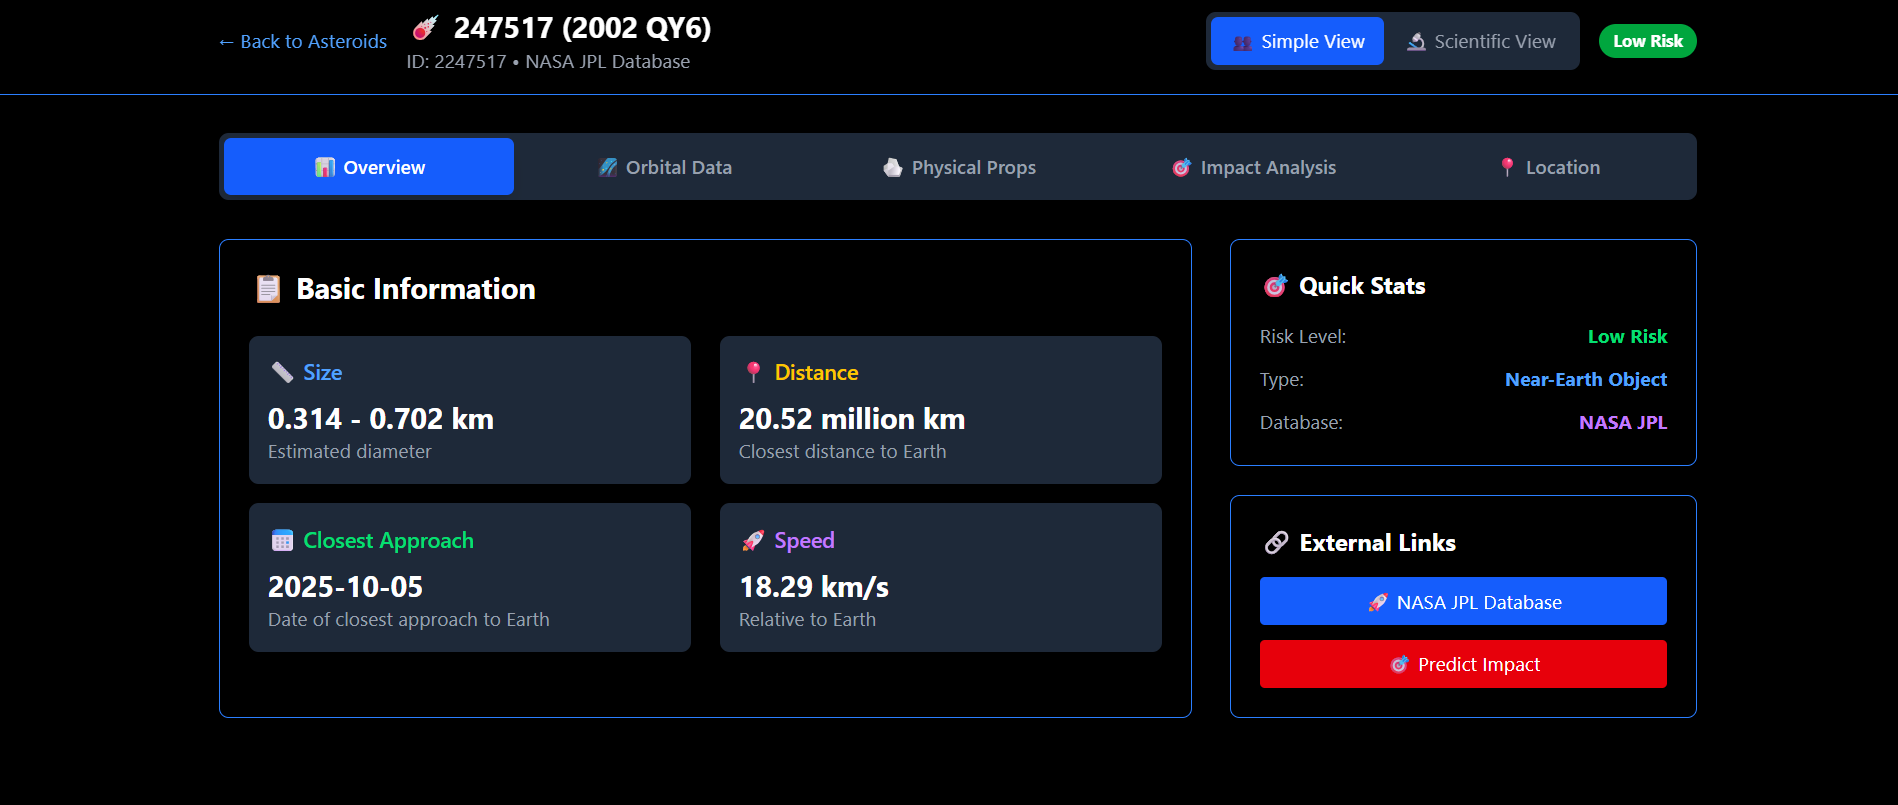 ← Back to Asteroids
247517 (2002 QY6)
ID: 2247517 • NASA JPL Database
Simple View
Scientific View
Low Risk
Overview
Orbital Data
Physical Props
Impact Analysis
Location
Basic Information
Size
0.314 - 0.702 km
Estimated diameter
Distance
20.52 million km
Closest distance to Earth
Closest Approach
2025-10-05
Date of closest approach to Earth
Speed
18.29 km/s
Relative to Earth
Quick Stats
Risk Level: Low Risk
Type: Near-Earth Object
Database: NASA JPL
External Links
NASA JPL Database
Predict Impact